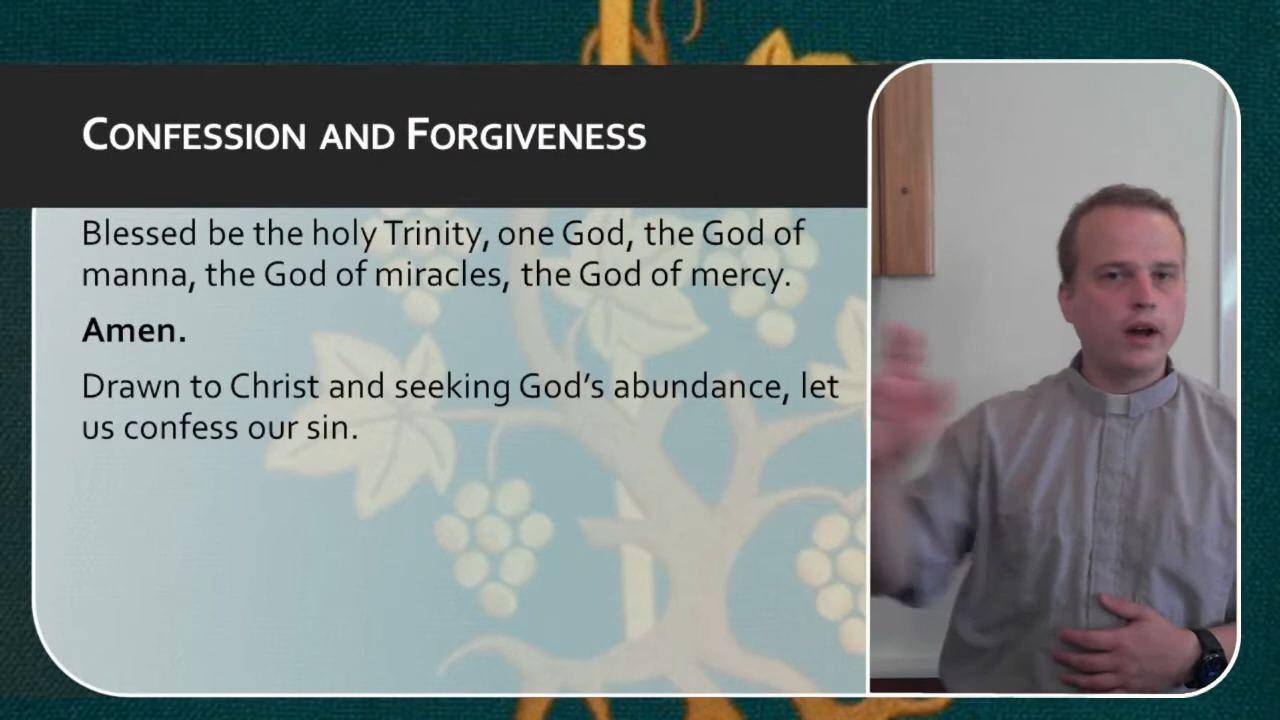 CONFESSION AND FORGIVENESS
Blessed be the holy Trinity, one God, the God of
manna, the God of miracles, the God of mercy.
Amen.
Drawn to Christ and seeking God’s abundance, let
us confess our sin.